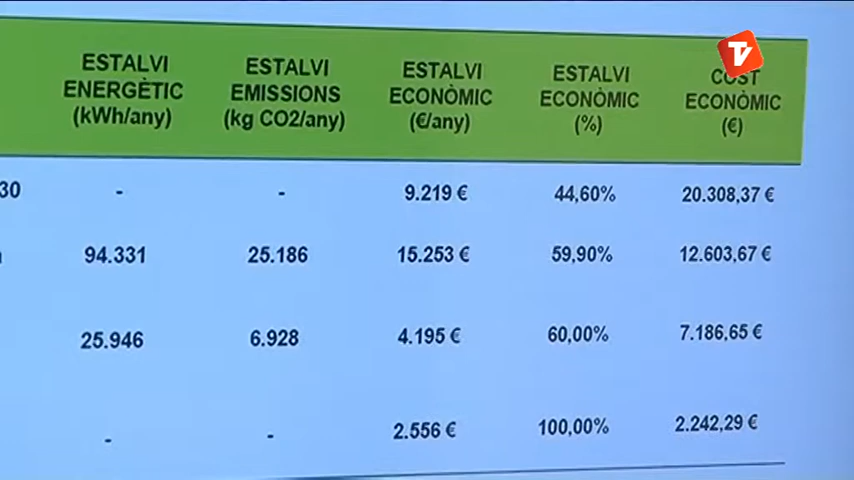 TV
ESTALVI ENERGÈTIC (kWh/any) ESTALVI EMISSIONS (kg CO2/any) ESTALVI ECONÒMIC (€/any) ESTALVI ECONÒMIC (%) COST ECONÒMIC (€)
30 - - 9.219 € 44,60% 20.308,37 €
94.331 25.186 15.253 € 59,90% 12.603,67 €
25.946 6.928 4.195 € 60,00% 7.186,65 €
- - 2.556 € 100,00% 2.242,29 €